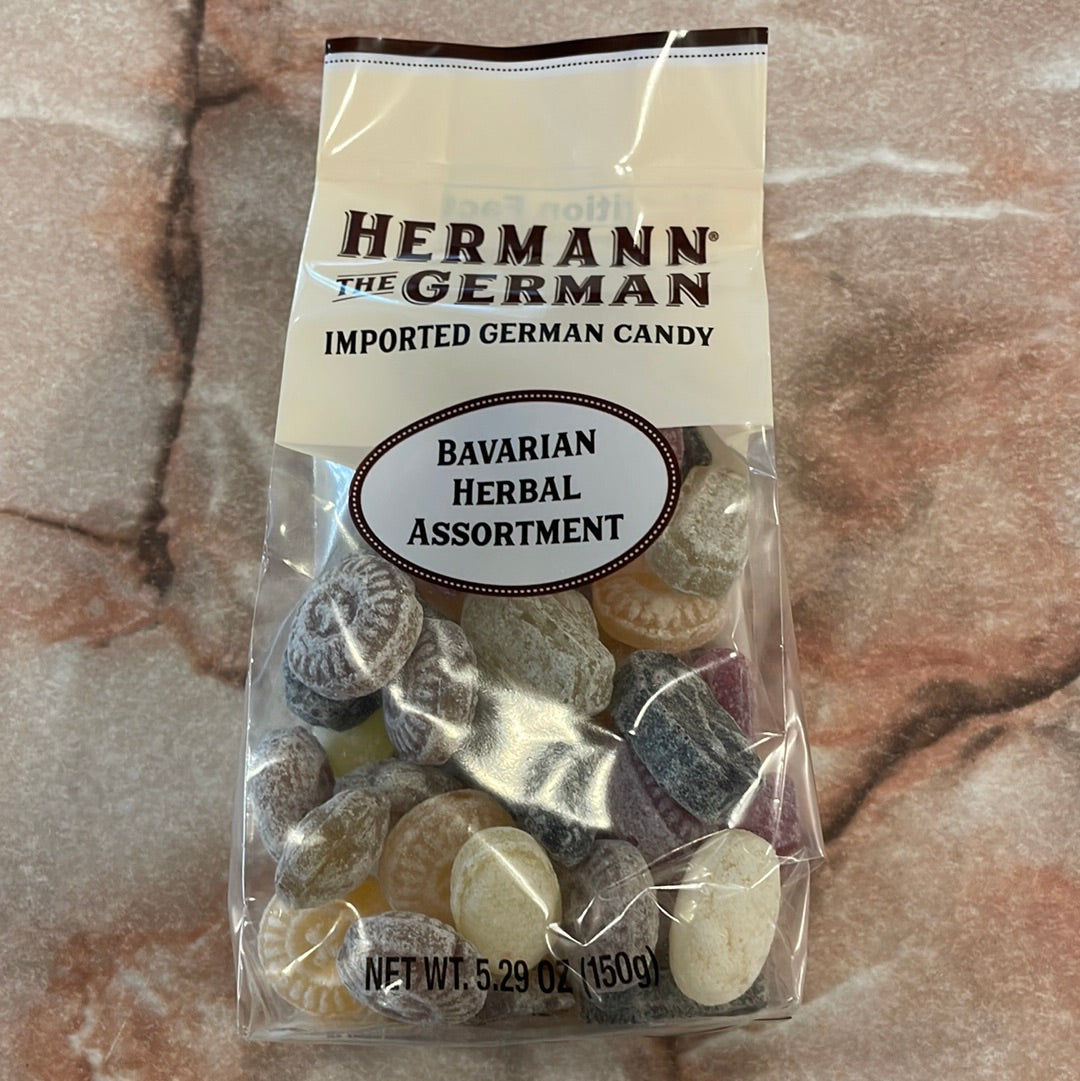 HERMANN®
THE GERMAN
IMPORTED GERMAN CANDY
BAVARIAN
HERBAL
ASSORTMENT
NET WT. 5.29 OZ (150g)